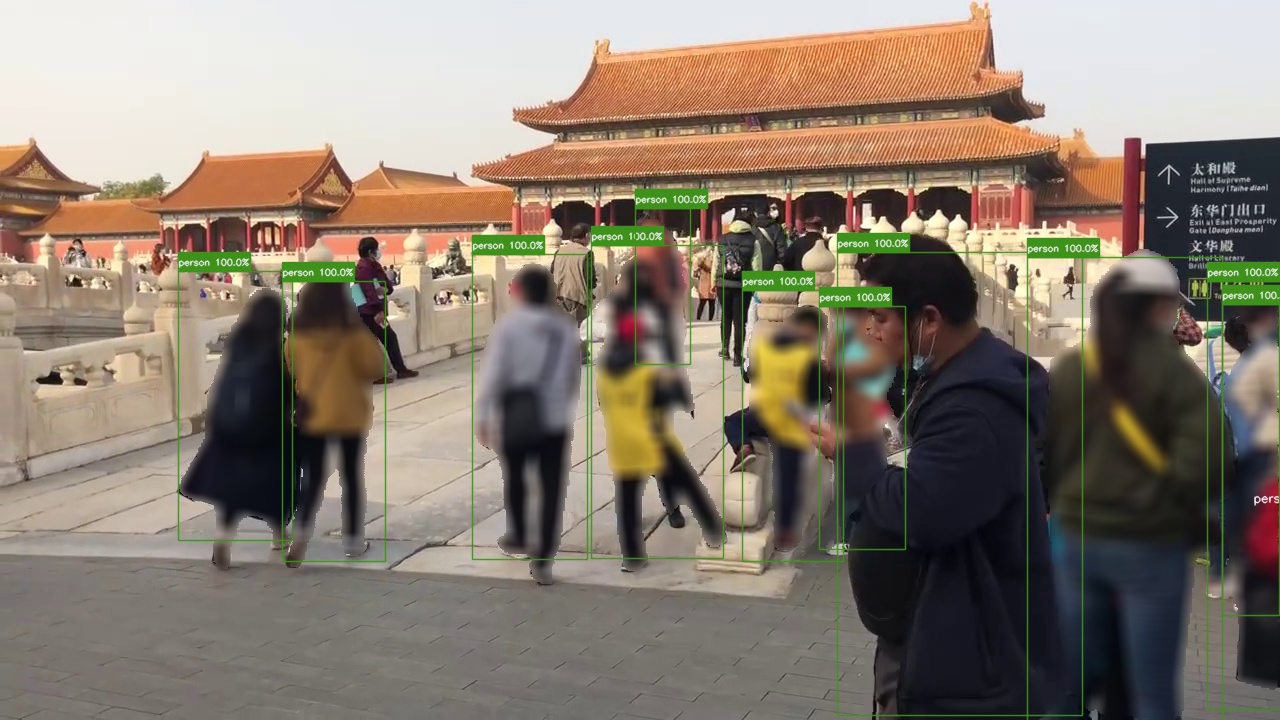 person 100.0%
person 100.0%
person 100.0%
person 100.0%
person 100.0%
person 100.0%
person 100.0%
person 100.0%
person 100.0%
person 100.0%
person 100.0%
person 100.
pers
太和殿
Hall of Supreme
Harmony (Taihe dian)
东华门出口
Exit at East Prosperity
Gate (Donghua men)
文华殿
Hall of Literary